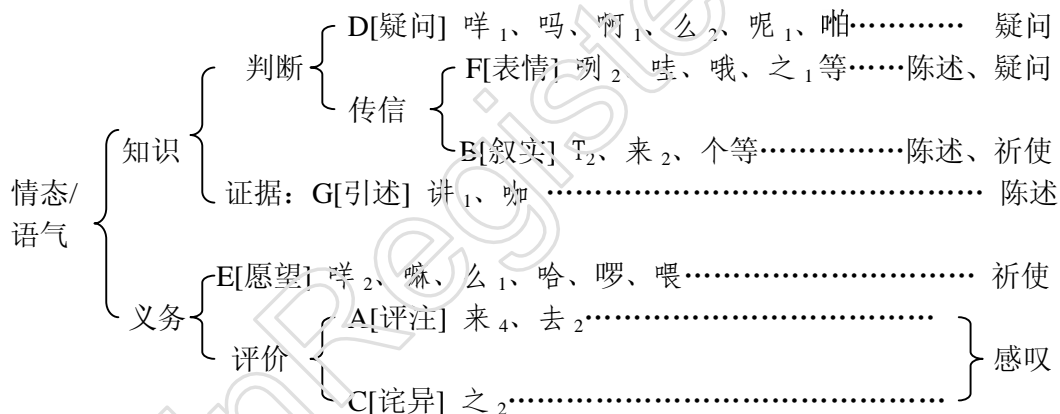 D[疑问] 咩1、吗、啊1、么2、呢1、啪………… 疑问
判断
F[表情] 咧2 哇、哦、之1等……陈述、疑问
传信
知识
B[叙实] T2、来2、个等……………陈述、祈使
情态/
语气
证据：G[引述] 讲1、咖 ……………………………………… 陈述
E[愿望] 咩2、嘛、么1、哈、啰、喂………………………… 祈使
义务
A[评注] 来4、去2………………………………
评价
感叹
C[诧异] 之2………………………………………